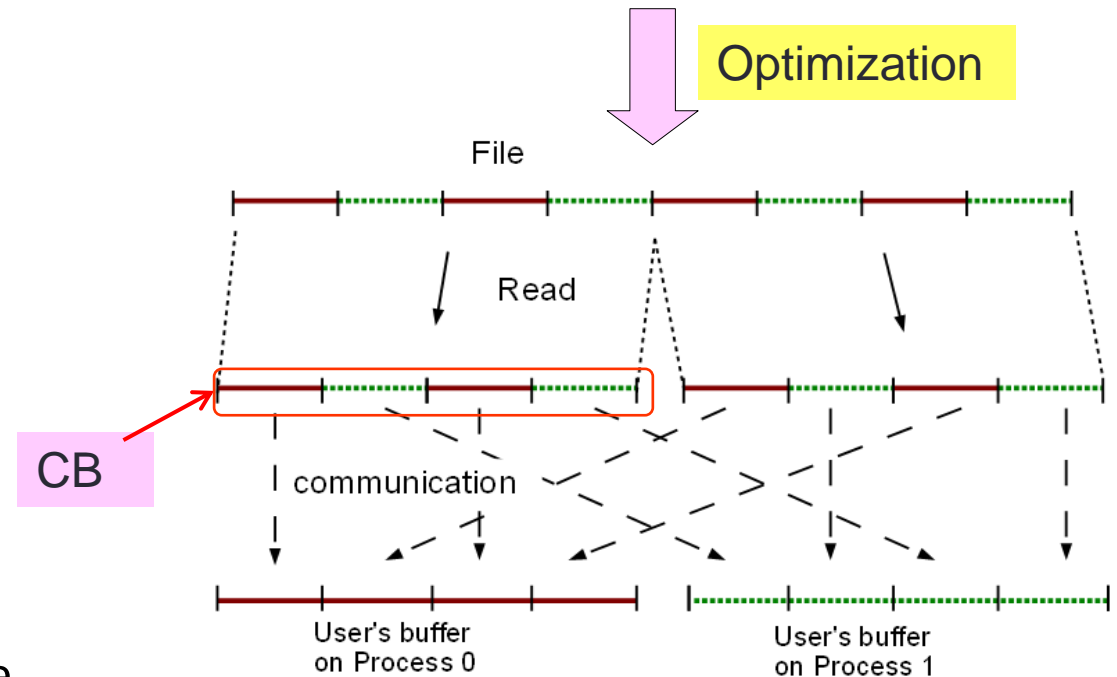 Optimization
File
Read
CB
communication
User's buffer
on Process 0
User's buffer
on Process 1